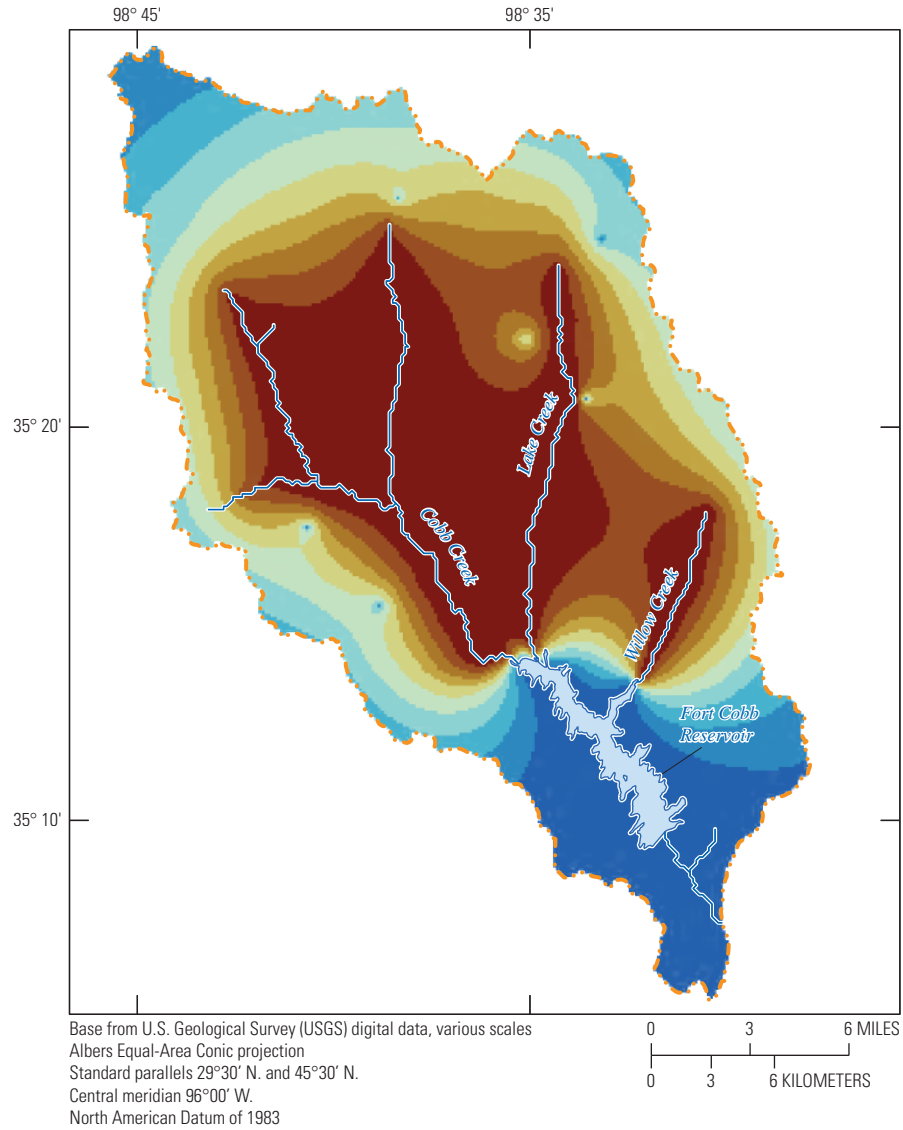 98° 45'
98° 35'
35° 20'
35° 10'
Lake Creek
Cobb Creek
Willow Creek
Fort Cobb
Reservoir
Base from U.S. Geological Survey (USGS) digital data, various scales
Albers Equal-Area Conic projection
Standard parallels 29°30' N. and 45°30' N.
Central meridian 96°00' W.
North American Datum of 1983
0 3 6 MILES
0 3 6 KILOMETERS